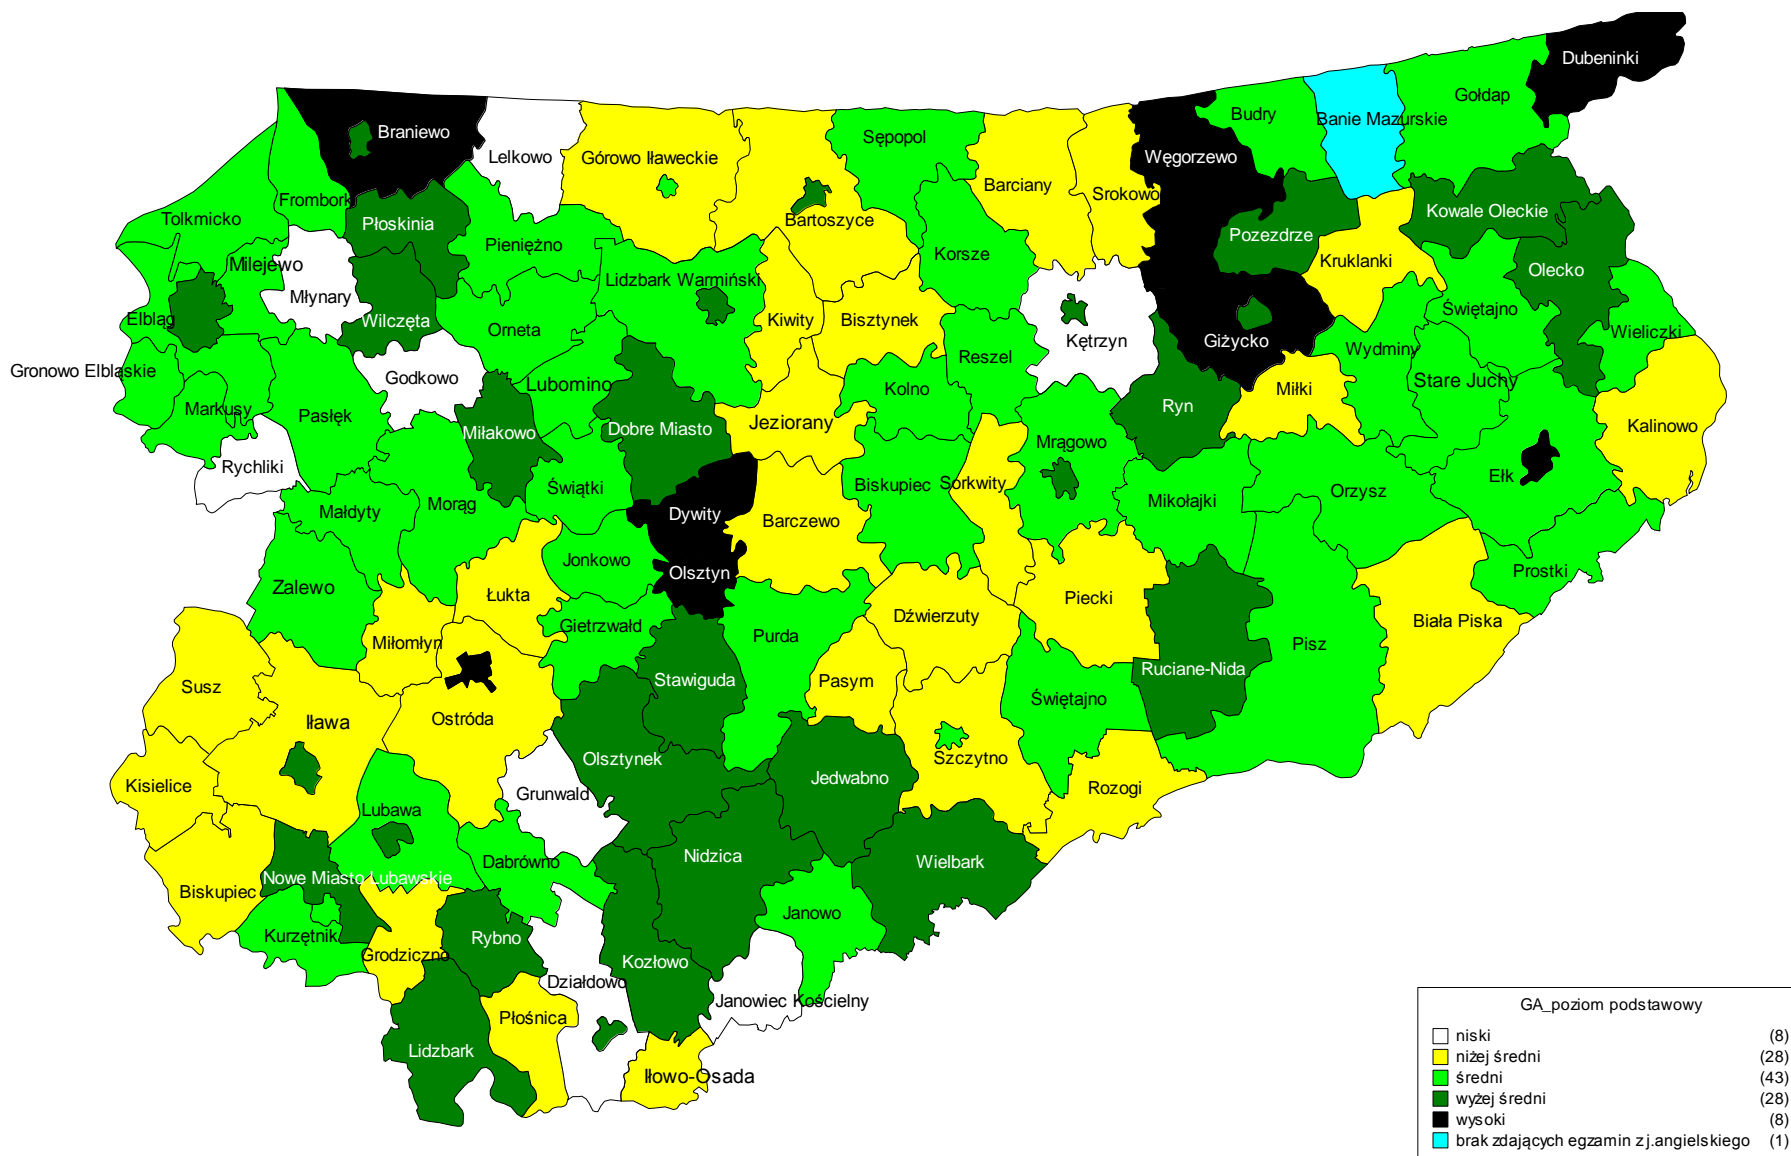 Dubeninki
Gołdap
Budry
Banie Mazurskie
Braniewo
Sępopol
Lelkowo
Górowo Iławeckie
Węgorzewo
Barciany
Srokowo
Frombork
Tolkmicko
Płoskinia
Bartoszyce
Kowale Oleckie
Pozezdrze
Pieniężno
Korsze
Kruklanki
Milejewo
Lidzbark Warmiński
Olecko
Młynary
Świętajno
Elbląg
Wilczęta
Orneta
Kiwity
Bisztynek
Kętrzyn
Giżycko
Wieliczki
Wydminy
Reszel
Gronowo Elbląskie
Godkowo
Lubomino
Kolno
Miłki
Stare Juchy
Markusy
Pasłęk
Ryn
Jeziorany
Kalinowo
Miłakowo
Dobre Miasto
Mrągowo
Rychliki
Ełk
Świątki
Biskupiec
Sorkwity
Orzysz
Mikołajki
Małdyty
Morąg
Dywity
Barczewo
Jonkowo
Olsztyn
Prostki
Zalewo
Łukta
Piecki
Dźwierzuty
Biała Piska
Gietrzwałd
Purda
Miłomłyn
Pisz
Ruciane-Nida
Susz
Stawiguda
Pasym
Świętajno
Iława
Ostróda
Olsztynek
Szczytno
Jedwabno
Kisielice
Grunwald
Rozogi
Lubawa
Nidzica
Dąbrówno
Wielbark
Nowe Miasto Lubawskie
Biskupiec
Janowo
Kurzętnik
Rybno
Grodziczno
Kozłowo
Działdowo
Janowiec Kościelny
Płośnica
Lidzbark
Iłowo-Osada
GA_poziom podstawowy
niski (8)
niżej średni (28)
średni (43)
wyżej średni (28)
wysoki (8)
brak zdających egzamin z j.angielskiego (1)